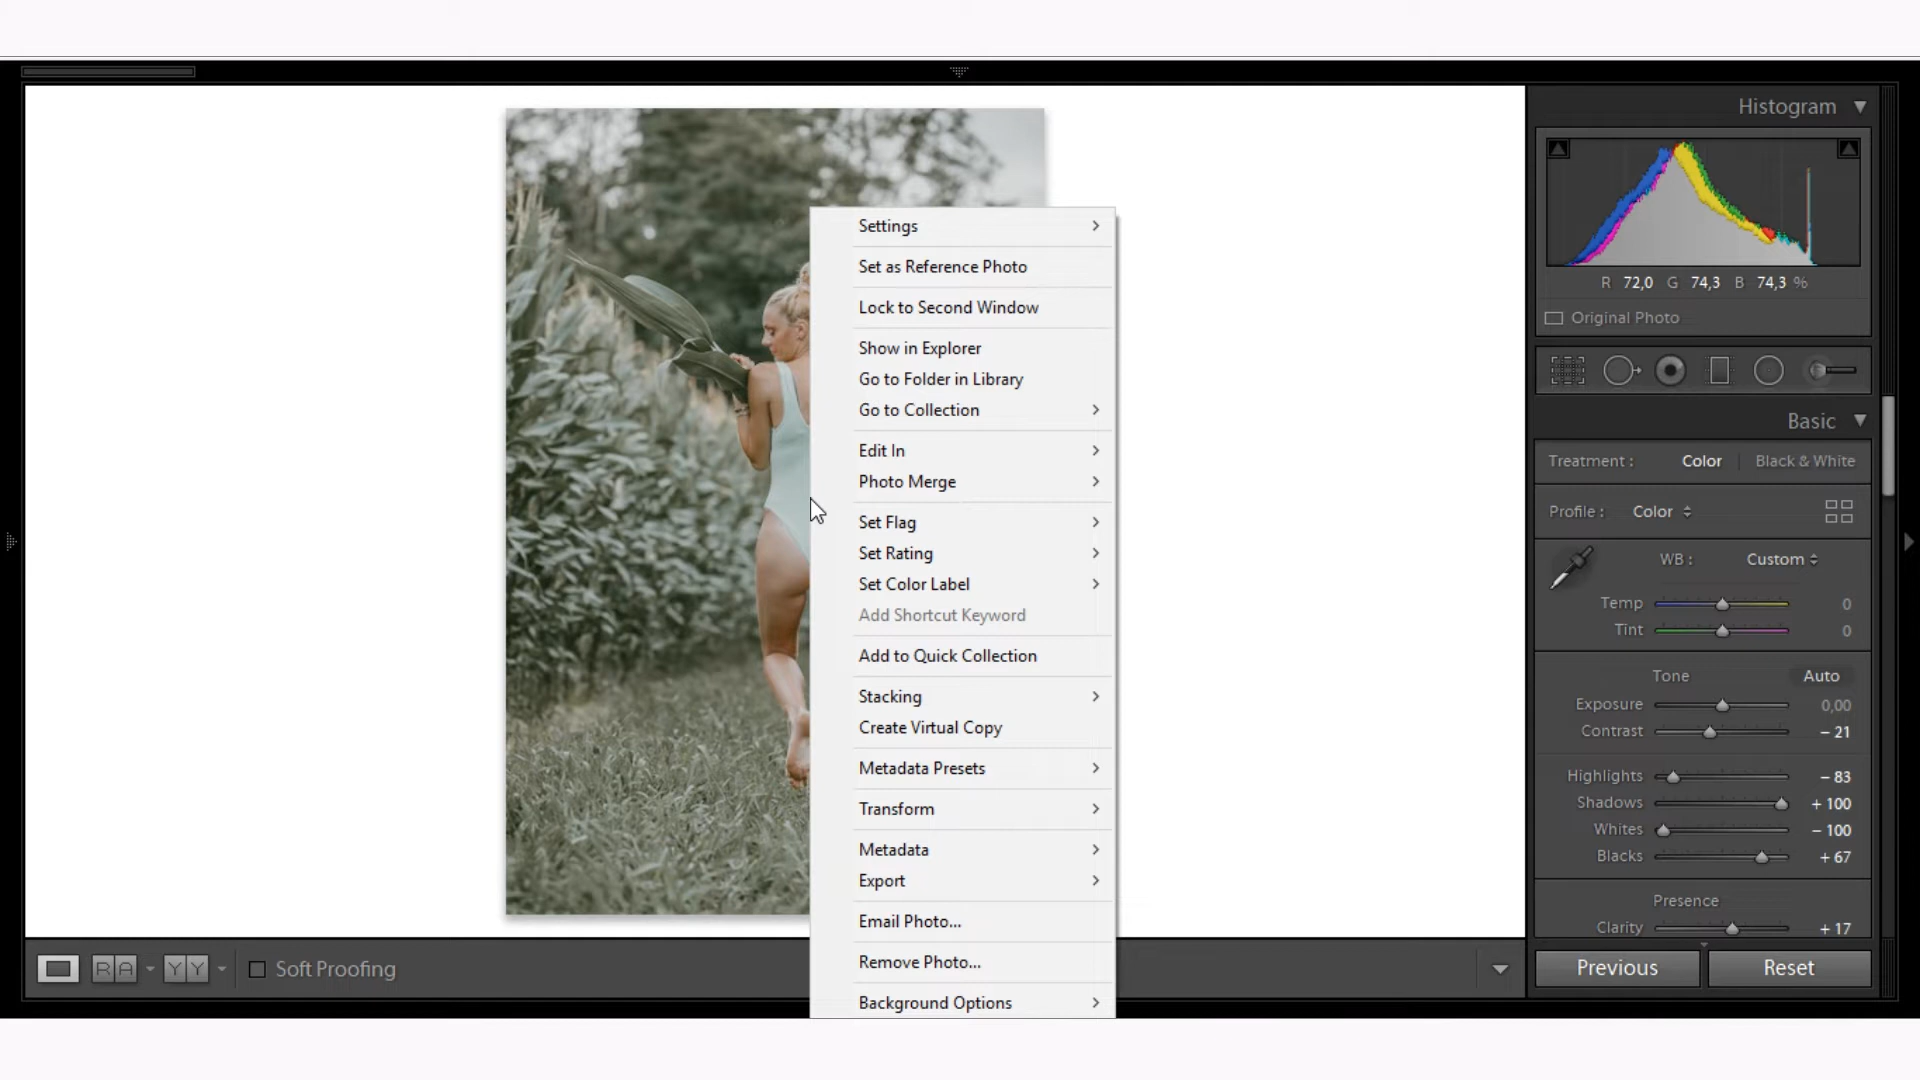 Histogram
R 72,0 G 74,3 B 74,3 %
Original Photo
Basic
Treatment : Color Black & White
Profile : Color
WB : Custom
Temp 0
Tint 0
Tone Auto
Exposure 0,00
Contrast – 21
Highlights – 83
Shadows + 100
Whites – 100
Blacks + 67
Presence
Clarity + 17
Previous Reset
Settings
Set as Reference Photo
Lock to Second Window
Show in Explorer
Go to Folder in Library
Go to Collection
Edit In
Photo Merge
Set Flag
Set Rating
Set Color Label
Add Shortcut Keyword
Add to Quick Collection
Stacking
Create Virtual Copy
Metadata Presets
Transform
Metadata
Export
Email Photo...
Remove Photo...
Background Options
R A Y Y Soft Proofing